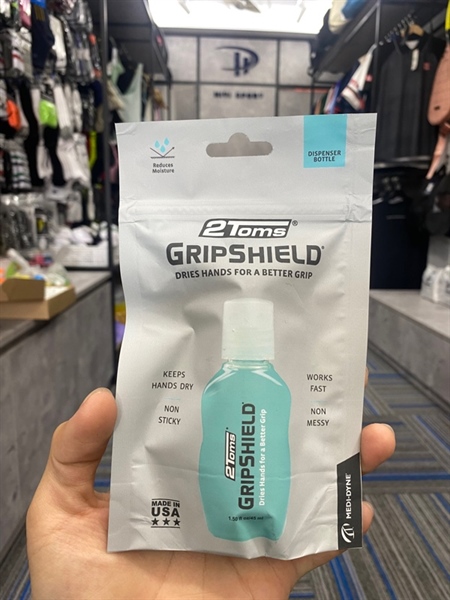 Reduces
Moisture
DISPENSER
BOTTLE
2Toms®
GRIPSHIELD®
DRIES HANDS FOR A BETTER GRIP
KEEPS
HANDS DRY
NON
STICKY
WORKS
FAST
NON
MESSY
2Toms
GRIPSHIELD
Dries Hands for a Better Grip
MADE IN
USA
MEDI-DYNE